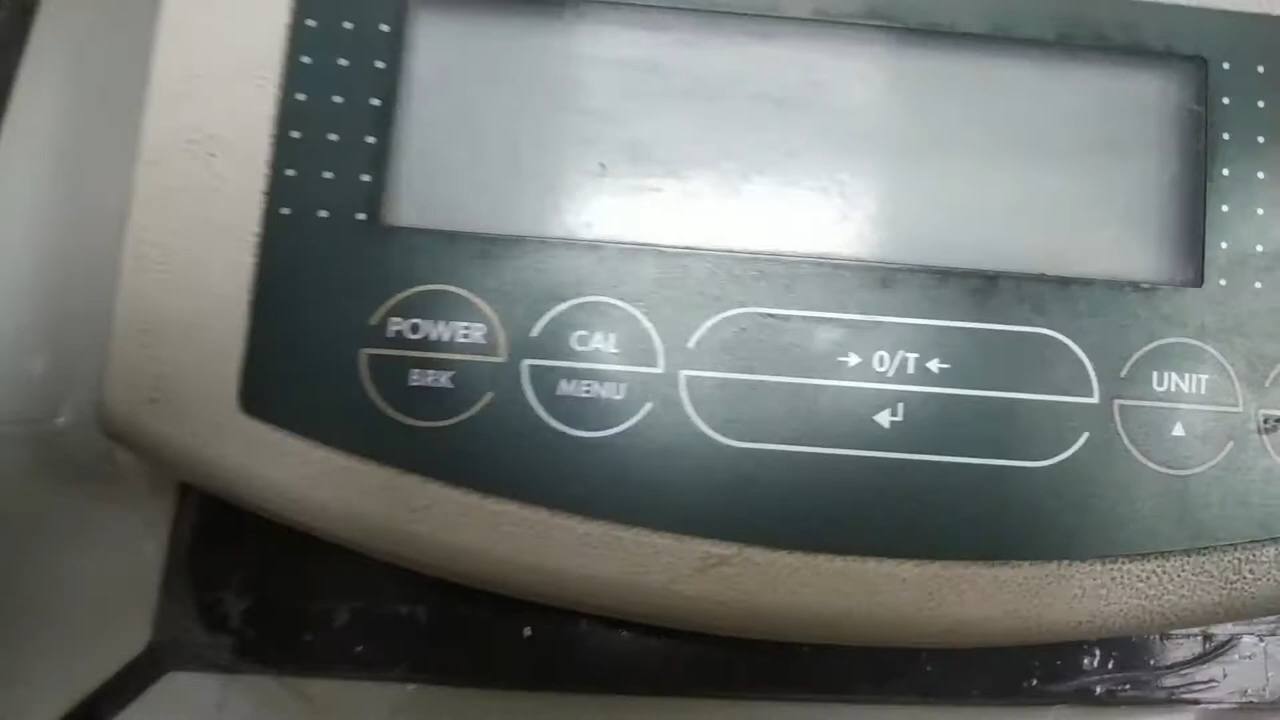 POWER
BRK
CAL
MENU
→ 0/T ←
↵
UNIT
▲